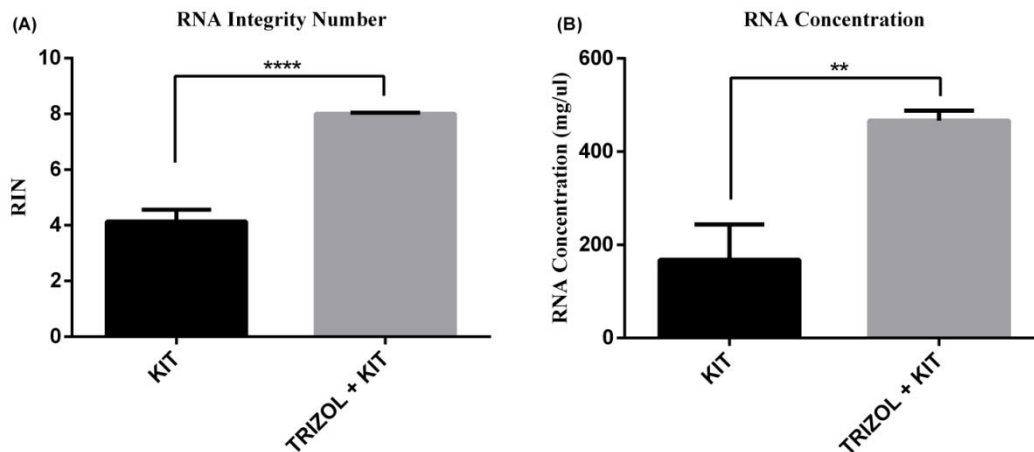 (A)
RNA Integrity Number
RIN
10
8
6
4
2
0
****
KIT
TRIZOL + KIT
(B)
RNA Concentration
RNA Concentration (mg/ul)
600
400
200
0
**
KIT
TRIZOL + KIT